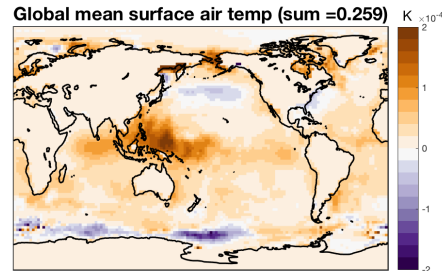 Global mean surface air temp (sum =0.259)
K ×10⁻⁴
2
1
0
-1
-2